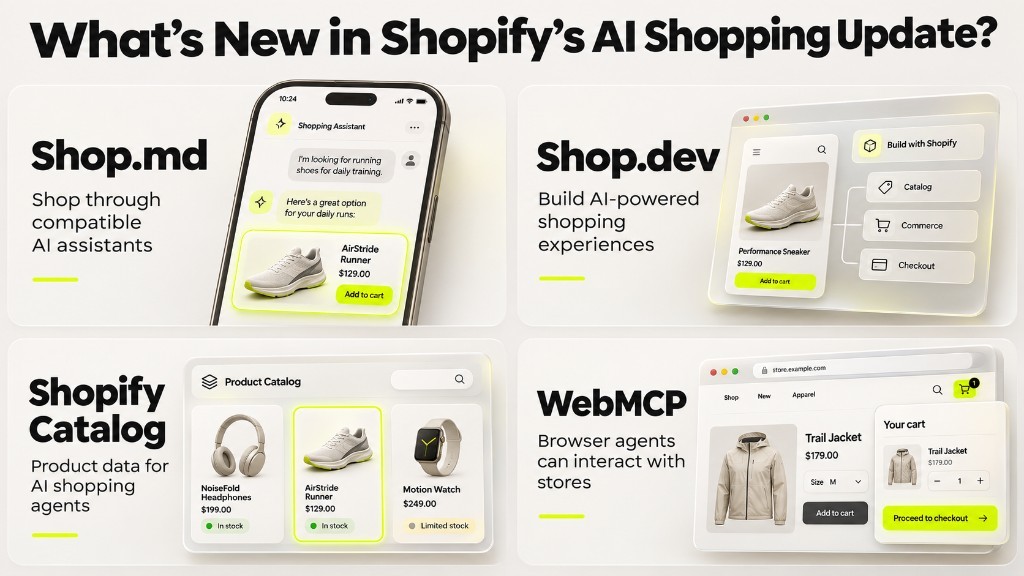 What's New in Shopify's AI Shopping Update?
Shop.md
Shop through
compatible
AI assistants
10:24
Shopping Assistant
I'm looking for running
shoes for daily training.
Here's a great option
for your daily runs:
AirStride
Runner
$129.00
Add to cart
Shop.dev
Build AI-powered
shopping
experiences
Performance Sneaker
$129.00
Add to cart
Build with Shopify
Catalog
Commerce
Checkout
Shopify
Catalog
Product data for
AI shopping
agents
Product Catalog
NoiseFold
Headphones
$199.00
In stock
AirStride
Runner
$129.00
In stock
Motion Watch
$249.00
Limited stock
WebMCP
Browser agents
can interact with
stores
store.example.com
Shop New Apparel
1
Trail Jacket
$179.00
Size M
Add to cart
Your cart
Trail Jacket
$179.00
− 1 +
Proceed to checkout →